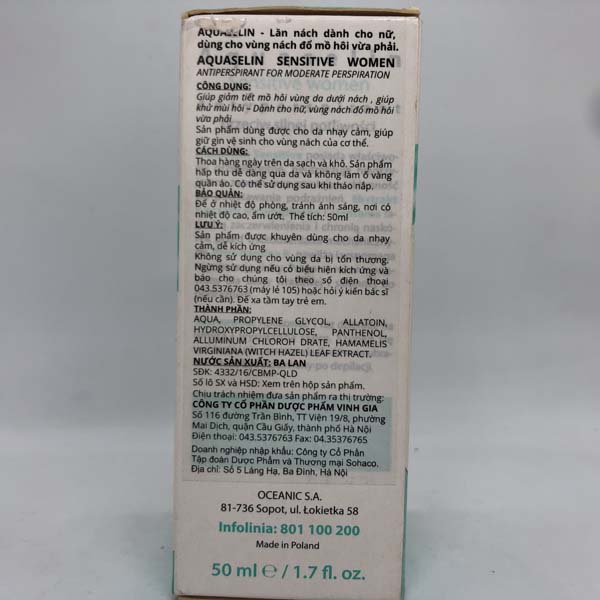 AQUASELIN - Lăn nách dành cho nữ,
dùng cho vùng nách đổ mồ hôi vừa phải.
AQUASELIN SENSITIVE WOMEN
ANTIPERSPIRANT FOR MODERATE PERSPIRATION
CÔNG DỤNG:
Giúp giảm tiết mồ hôi vùng da dưới nách , giúp
khử mùi hôi – Dành cho nữ, vùng nách đổ mồ hôi
vừa phải
Sản phẩm dùng được cho da nhạy cảm, giúp
giữ gìn vệ sinh cho vùng nách của cơ thể.
CÁCH DÙNG:
Thoa hàng ngày trên da sạch và khô. Sản phẩm
hấp thu dễ dàng qua da và không làm ố vàng
quần áo. Có thể sử dụng sau khi tháo nắp.
BẢO QUẢN:
Để ở nhiệt độ phòng, tránh ánh sáng, nơi có
nhiệt độ cao, ẩm ướt. Thể tích: 50ml
LƯU Ý:
Sản phẩm được khuyên dùng cho da nhạy
cảm, dễ kích ứng
Không sử dụng cho vùng da bị tổn thương.
Ngừng sử dụng nếu có biểu hiện kích ứng và
báo cho chúng tôi theo số điện thoại
043.5376763 (máy lẻ 105) hoặc hỏi ý kiến bác sĩ
(nếu cần). Để xa tầm tay trẻ em.
THÀNH PHẦN:
AQUA, PROPYLENE GLYCOL, ALLATOIN,
HYDROXYPROPYLCELLULOSE, PANTHENOL,
ALLUMINUM CHLOROH DRATE, HAMAMELIS
VIRGINIANA (WITCH HAZEL) LEAF EXTRACT.
NƯỚC SẢN XUẤT: BA LAN
SĐK: 4332/16/CBMP-QLD
Số lô SX và HSD: Xem trên hộp sản phẩm.
Chịu trách nhiệm đưa sản phẩm ra thị trường:
CÔNG TY CỔ PHẦN DƯỢC PHẨM VINH GIA
Số 116 đường Trần Bình, TT Viện 19/8, phường
Mai Dịch, quận Cầu Giấy, thành phố Hà Nội
Điện thoại: 043.5376763 Fax: 04.35376765
Doanh nghiệp nhập khẩu: Công ty Cổ Phần
Tập đoàn Dược Phẩm và Thương mại Sohaco.
Địa chỉ: Số 5 Láng Hạ, Ba Đình, Hà Nội
OCEANIC S.A.
81-736 Sopot, ul. Łokietka 58
Infolinia: 801 100 200
Made in Poland
50 ml ℮ / 1.7 fl. oz.